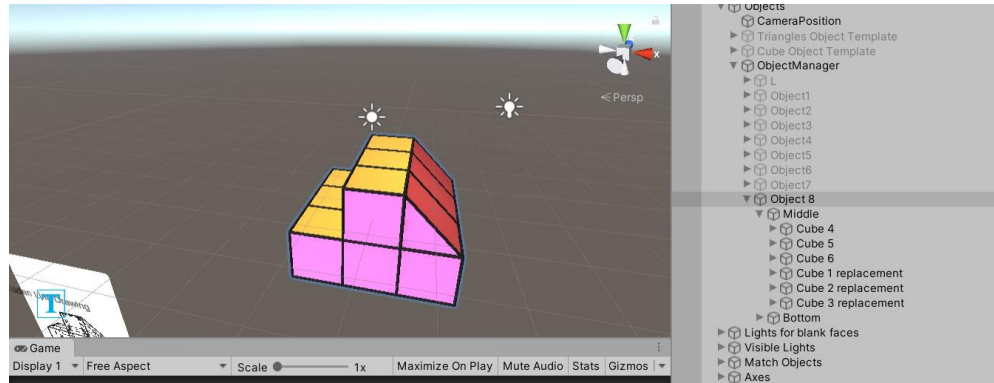 x
Persp
T
Game
Display 1 Free Aspect Scale 1x Maximize On Play Mute Audio Stats Gizmos
Objects
CameraPosition
Triangles Object Template
Cube Object Template
ObjectManager
L
Object1
Object2
Object3
Object4
Object5
Object6
Object7
Object 8
Middle
Cube 4
Cube 5
Cube 6
Cube 1 replacement
Cube 2 replacement
Cube 3 replacement
Bottom
Lights for blank faces
Visible Lights
Match Objects
Axes